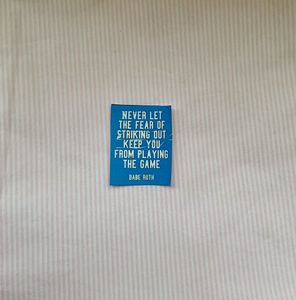 NEVER LET
THE FEAR OF
STRIKING OUT
KEEP YOU
FROM PLAYING
THE GAME
BABE RUTH